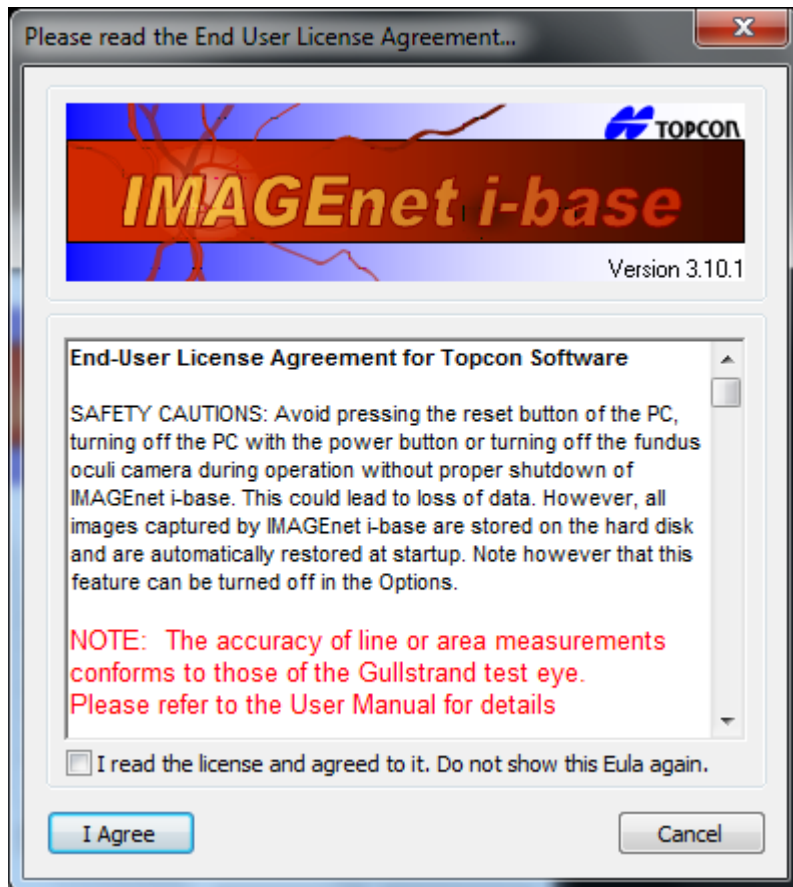 Please read the End User License Agreement...
TOPCON
IMAGEnet i-base
Version 3.10.1
End-User License Agreement for Topcon Software
SAFETY CAUTIONS: Avoid pressing the reset button of the PC,
turning off the PC with the power button or turning off the fundus
oculi camera during operation without proper shutdown of
IMAGEnet i-base. This could lead to loss of data. However, all
images captured by IMAGEnet i-base are stored on the hard disk
and are automatically restored at startup. Note however that this
feature can be turned off in the Options.
NOTE: The accuracy of line or area measurements
conforms to those of the Gullstrand test eye.
Please refer to the User Manual for details
I read the license and agreed to it. Do not show this Eula again.
I Agree
Cancel